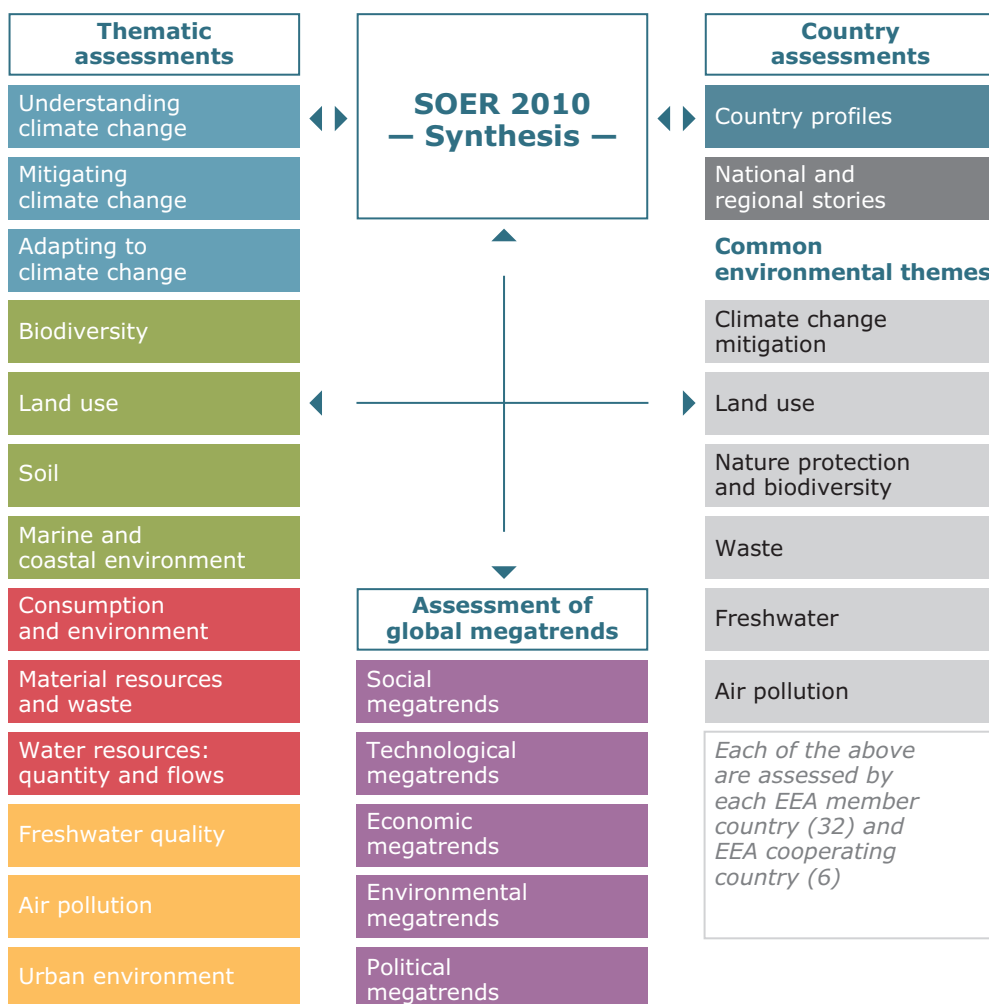 Thematic
assessments
Understanding
climate change
Mitigating
climate change
Adapting to
climate change
Biodiversity
Land use
Soil
Marine and
coastal environment
Consumption
and environment
Material resources
and waste
Water resources:
quantity and flows
Freshwater quality
Air pollution
Urban environment
SOER 2010
— Synthesis —
Assessment of
global megatrends
Social
megatrends
Technological
megatrends
Economic
megatrends
Environmental
megatrends
Political
megatrends
Country
assessments
Country profiles
National and
regional stories
Common
environmental themes
Climate change
mitigation
Land use
Nature protection
and biodiversity
Waste
Freshwater
Air pollution
Each of the above
are assessed by
each EEA member
country (32) and
EEA cooperating
country (6)